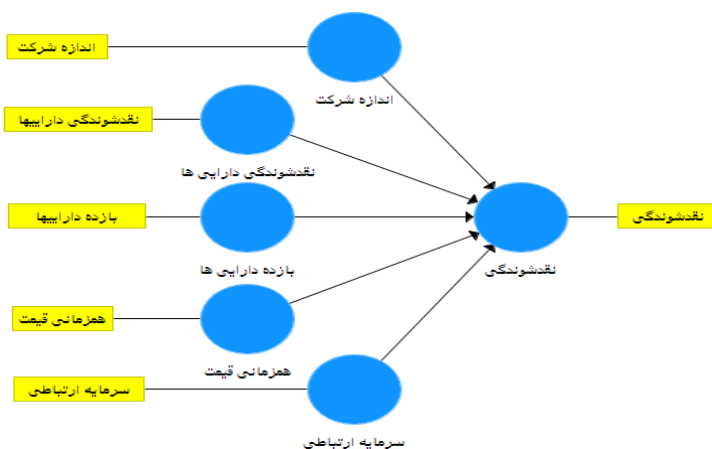 اندازه شرکت
اندازه شرکت
نقدشوندگی داراییها
نقدشوندگی دارایی ها
بازده داراییها
بازده دارایی ها
نقدشوندگی
نقدشوندگی
همزمانی قیمت
همزمانی قیمت
سرمایه ارتباطی
سرمایه ارتباطی